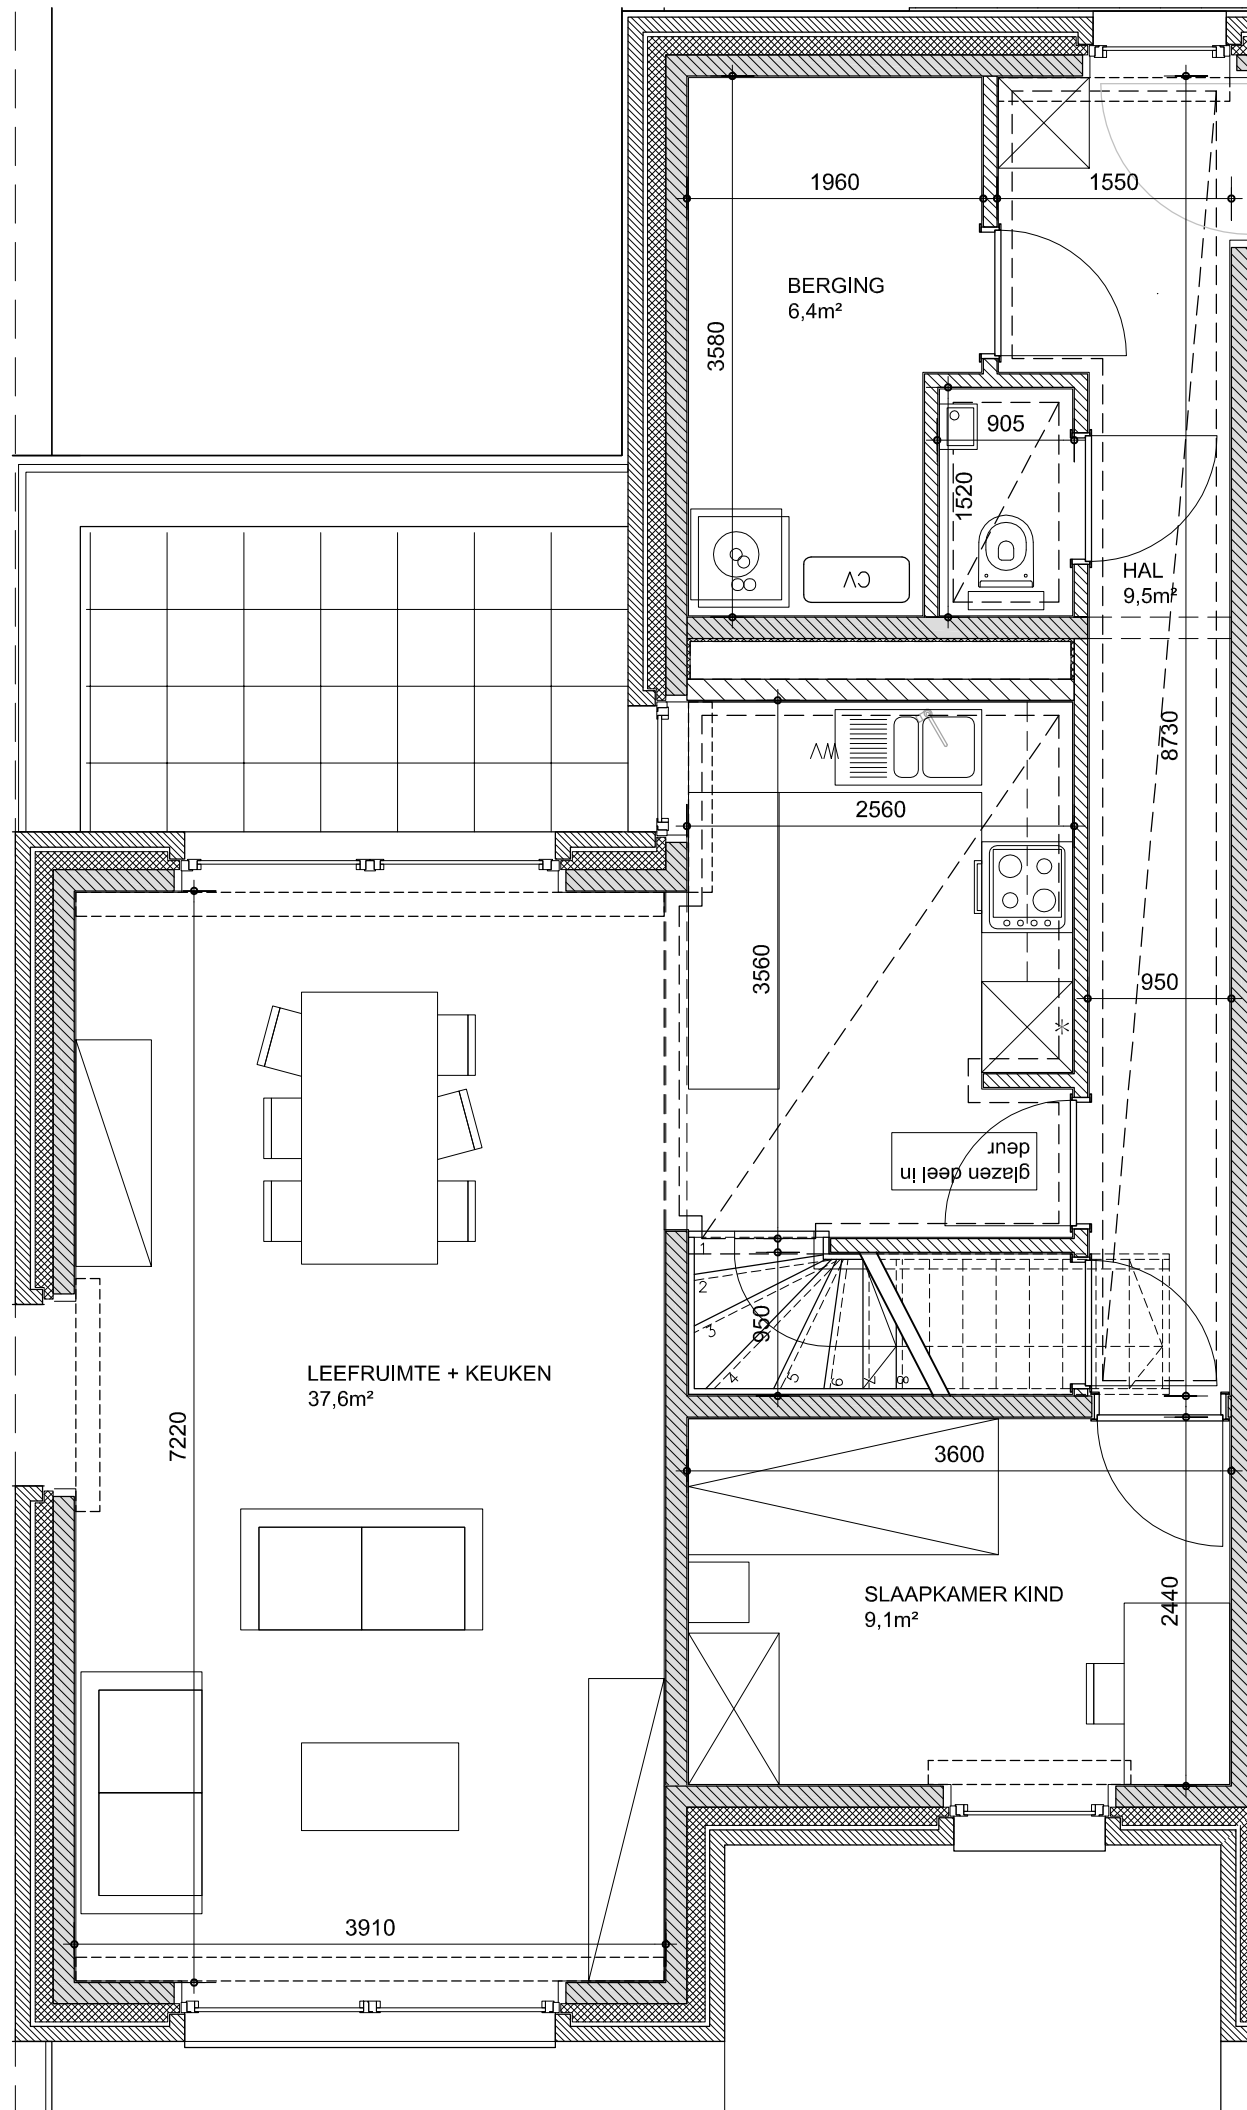 1960
1550
BERGING
6,4m²
3580
905
1520
CV
HAL
9,5m²
8730
VW
2560
3560
950
glazen deel in
deur
1
2
3
4
5
6
7
8
950
LEEFRUIMTE + KEUKEN
37,6m²
7220
3600
SLAAPKAMER KIND
9,1m²
2440
3910